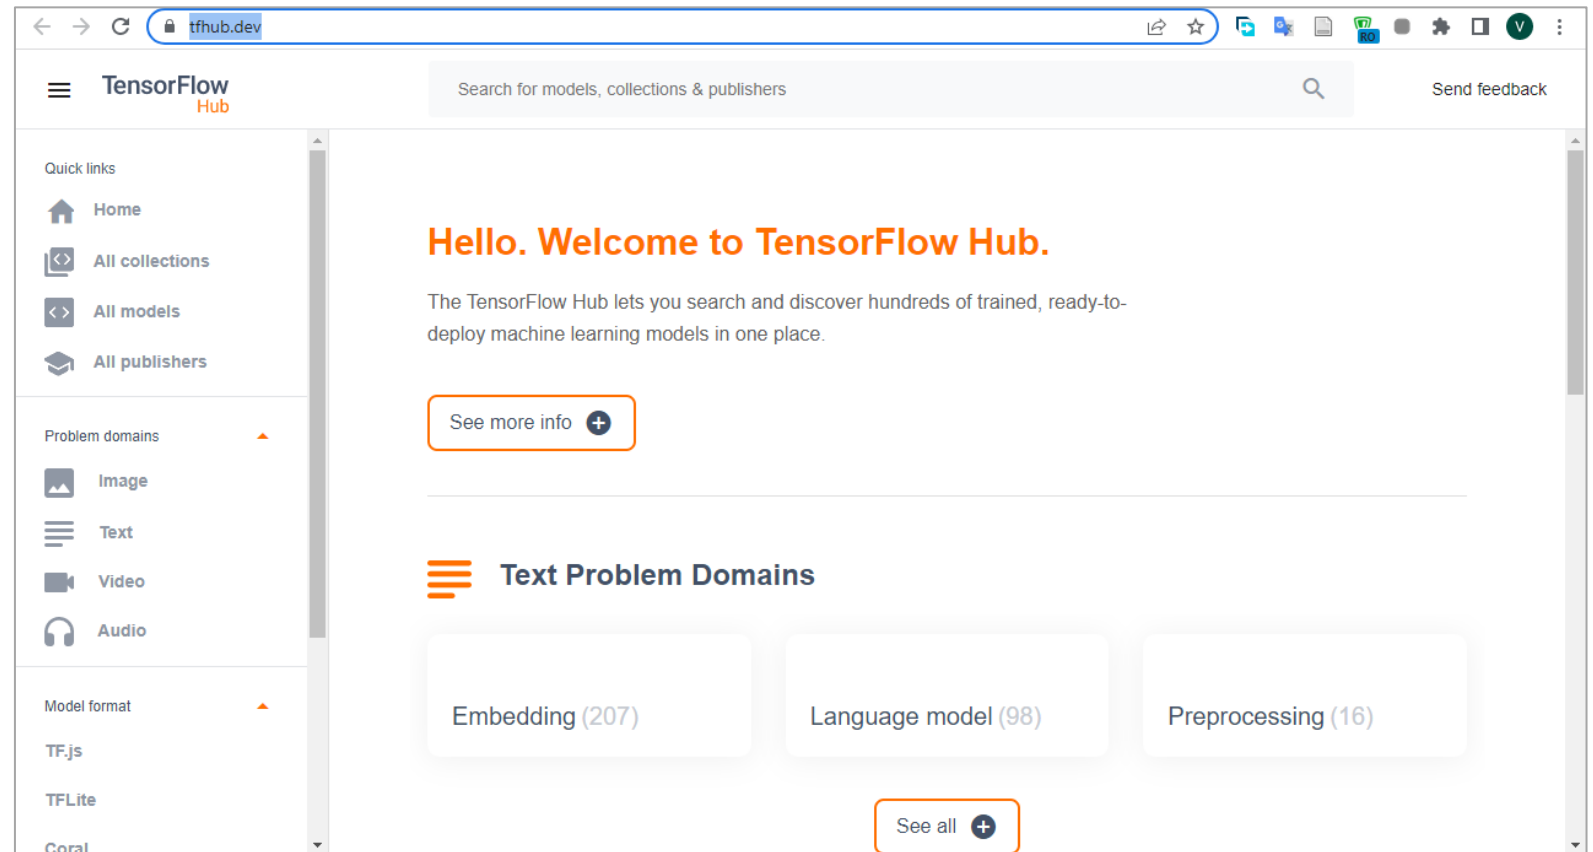 tfhub.dev
RO
V
TensorFlow
Hub
Search for models, collections & publishers
Send feedback
Quick links
Home
All collections
All models
All publishers
Problem domains
Image
Text
Video
Audio
Model format
TF.js
TFLite
Coral
Hello. Welcome to TensorFlow Hub.
The TensorFlow Hub lets you search and discover hundreds of trained, ready-to-
deploy machine learning models in one place.
See more info
Text Problem Domains
Embedding (207)
Language model (98)
Preprocessing (16)
See all